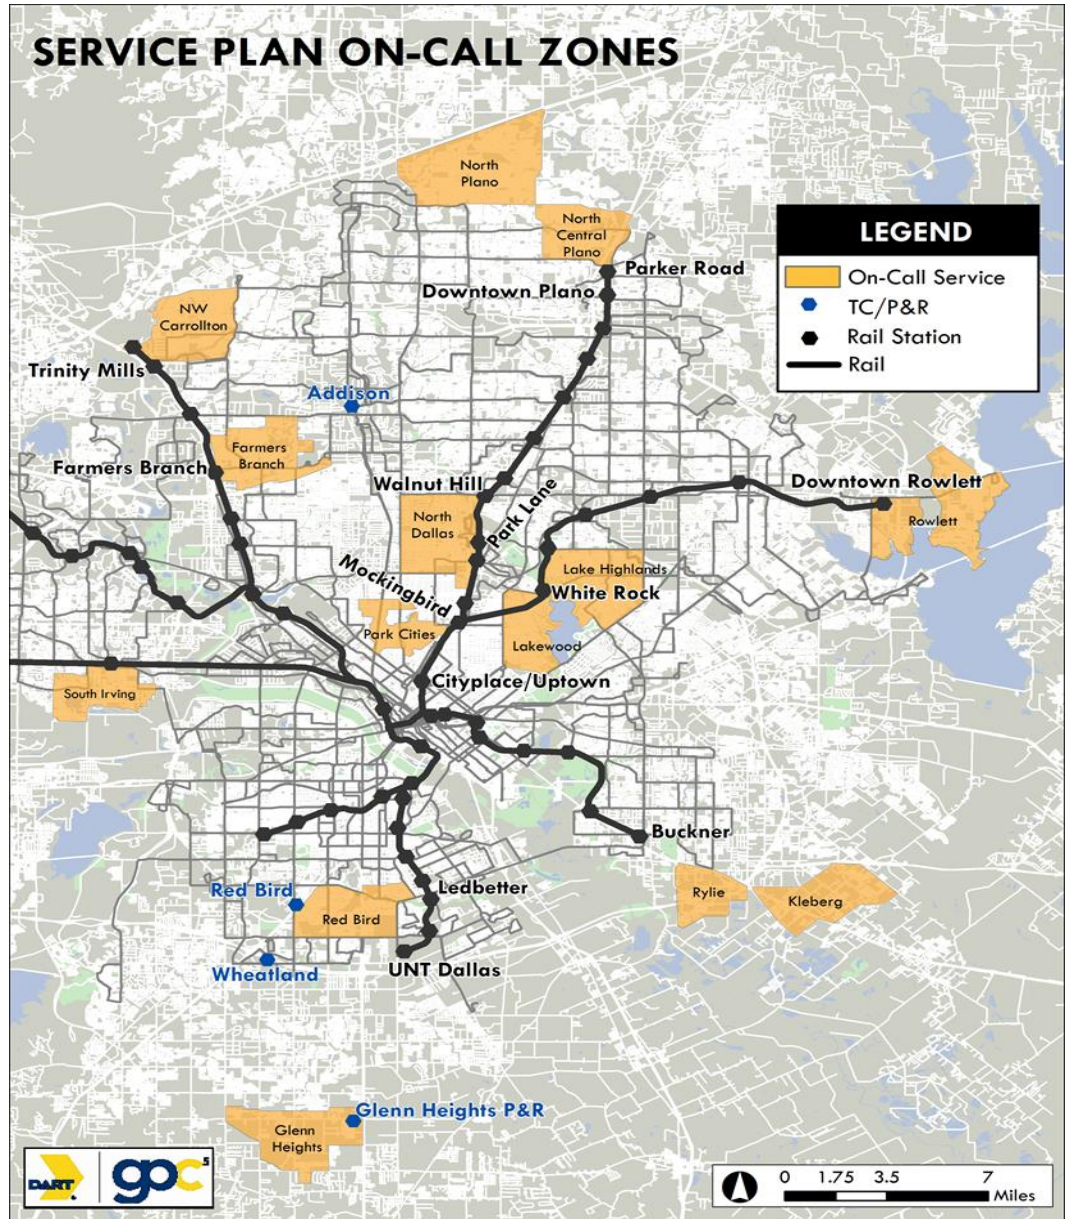 SERVICE PLAN ON-CALL ZONES
North
Plano
North
Central
Plano
LEGEND
On-Call Service
TC/P&R
Rail Station
Rail
Parker Road
Downtown Plano
NW
Carrollton
Trinity Mills
Addison
Farmers
Branch
Farmers Branch
Walnut Hill
Park Lane
Downtown Rowlett
North
Dallas
Rowlett
Mockingbird
Lake Highlands
White Rock
Park Cities
Lakewood
Cityplace/Uptown
South Irving
Buckner
Red Bird
Ledbetter
Red Bird
Rylie
Kleberg
Wheatland
UNT Dallas
Glenn Heights P&R
Glenn
Heights
DART
gpc5
0 1.75 3.5 7
Miles